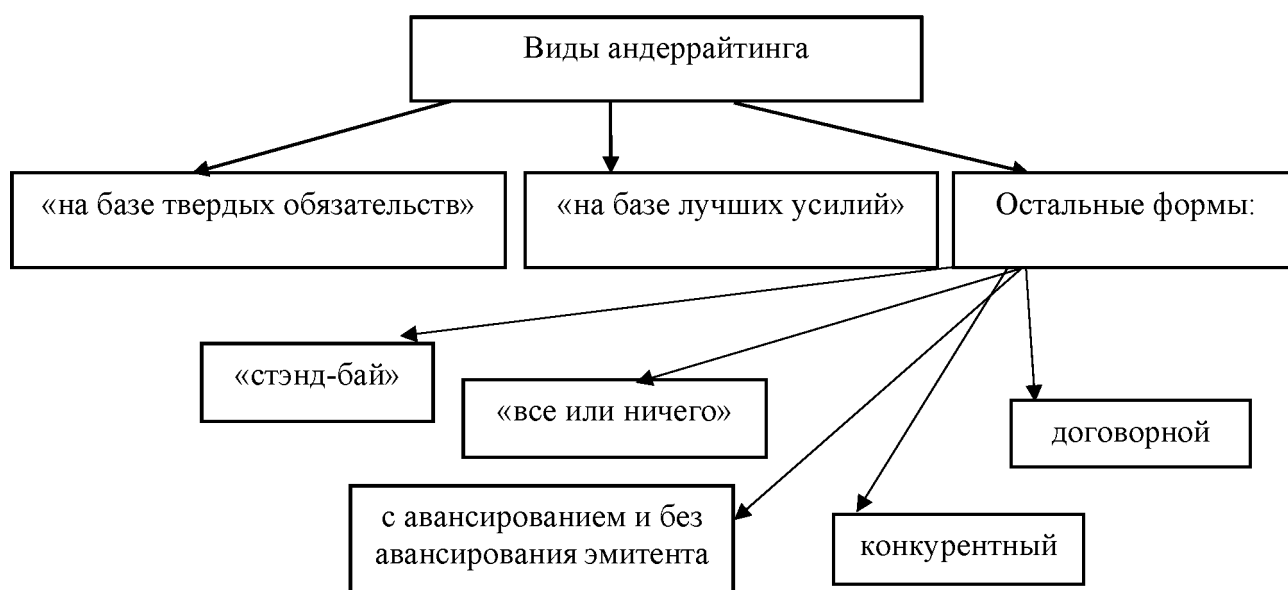 Виды андеррайтинга
«на базе твердых обязательств»
«на базе лучших усилий»
Остальные формы:
«стэнд-бай»
«все или ничего»
договорной
с авансированием и без
авансирования эмитента
конкурентный